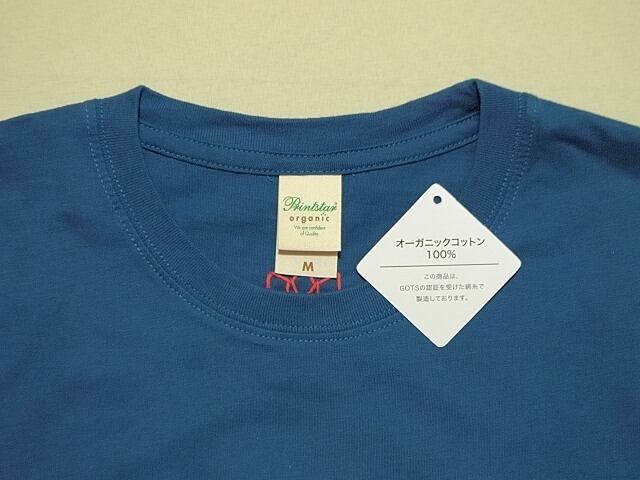 Printstar®
organic
We are confident
of Quality.
M
オーガニックコットン
100%
この商品は、
GOTSの認証を受けた綿糸で
製造しております。